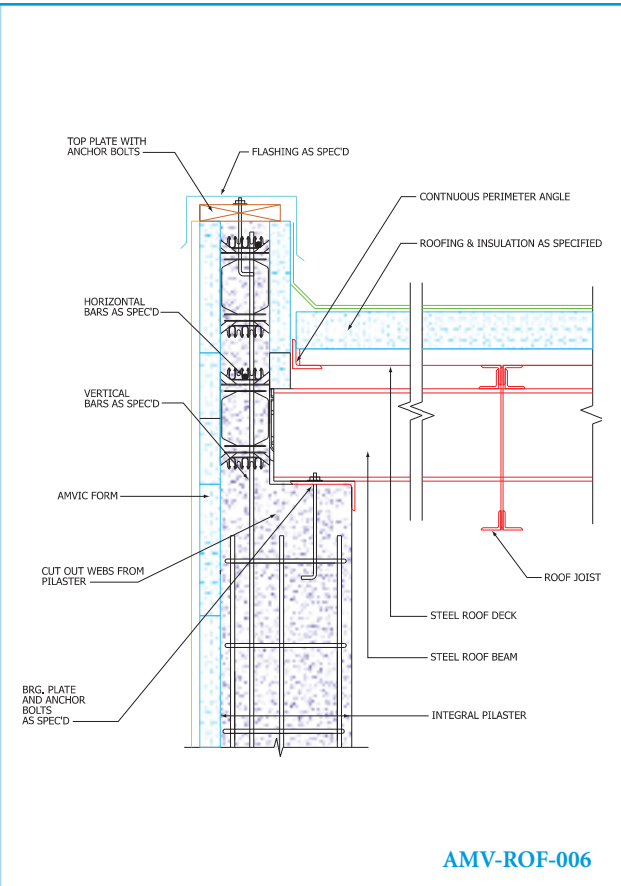 TOP PLATE WITH
ANCHOR BOLTS
FLASHING AS SPEC'D
CONTNUOUS PERIMETER ANGLE
ROOFING & INSULATION AS SPECIFIED
HORIZONTAL
BARS AS SPEC'D
VERTICAL
BARS AS SPEC'D
AMVIC FORM
CUT OUT WEBS FROM
PILASTER
ROOF JOIST
STEEL ROOF DECK
STEEL ROOF BEAM
BRG. PLATE
AND ANCHOR
BOLTS
AS SPEC'D
INTEGRAL PILASTER
AMV-ROF-006